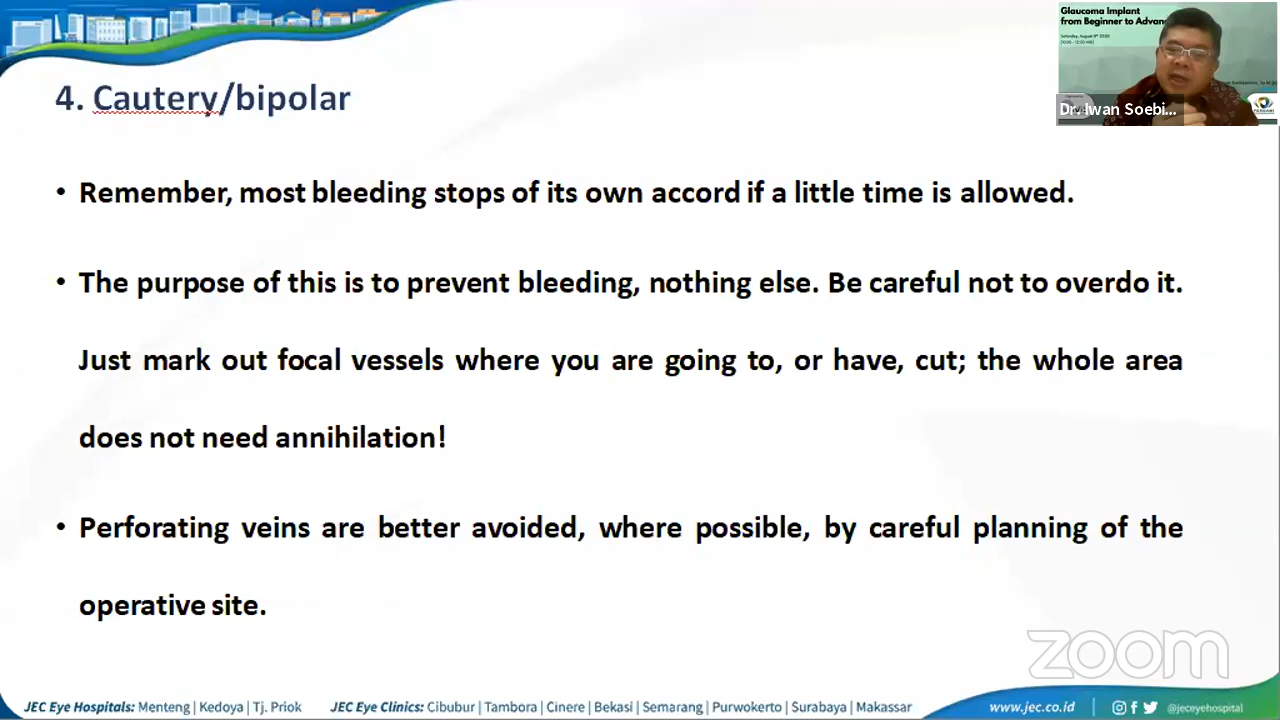 4. Cautery/bipolar
• Remember, most bleeding stops of its own accord if a little time is allowed.
• The purpose of this is to prevent bleeding, nothing else. Be careful not to overdo it.
Just mark out focal vessels where you are going to, or have, cut; the whole area
does not need annihilation!
• Perforating veins are better avoided, where possible, by careful planning of the
operative site.
Glaucoma Implant
from Beginner to Advan
Saturday, August 8th 2020
Dr. Iwan Soebi...
zoom
JEC Eye Hospitals: Menteng | Kedoya | Tj. Priok
JEC Eye Clinics: Cibubur | Tambora | Cinere | Bekasi | Semarang | Purwokerto | Surabaya | Makassar
www.jec.co.id
@jeceyehospital